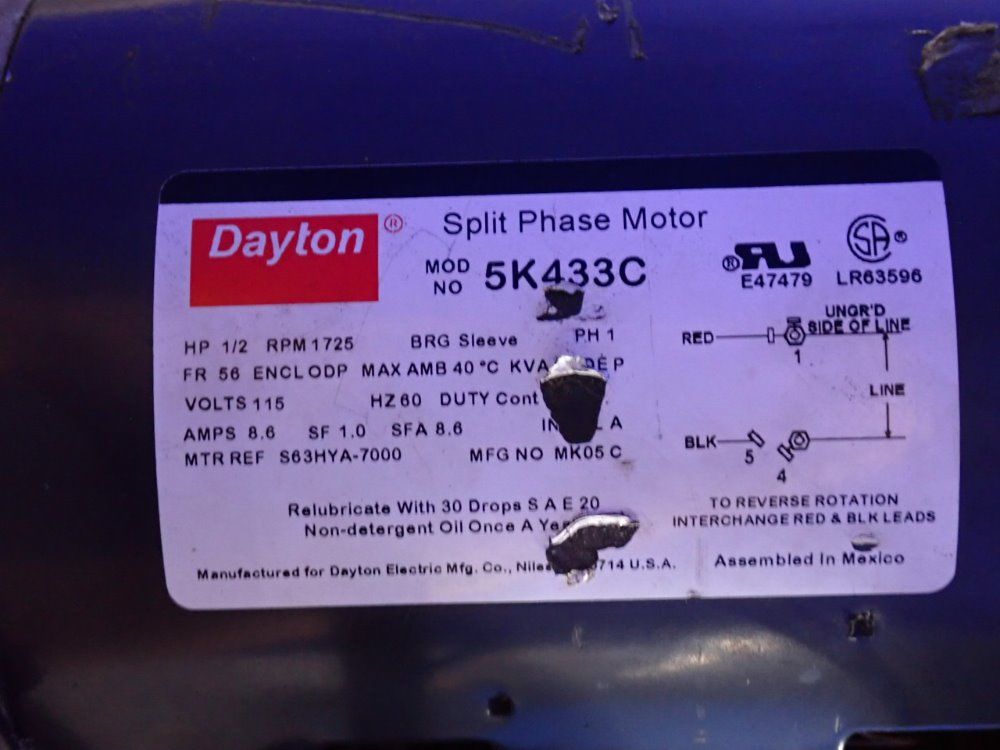 Dayton ®
Split Phase Motor
MOD NO 5K433C
® E47479
SA ® LR63596
HP 1/2 RPM 1725 BRG Sleeve PH 1
FR 56 ENCL ODP MAX AMB 40 °C KVA DE P
VOLTS 115 HZ 60 DUTY Cont
AMPS 8.6 SF 1.0 SFA 8.6 A
MTR REF S63HYA-7000 MFG NO MK05 C
Relubricate With 30 Drops S A E 20
Non-detergent Oil Once A
Manufactured for Dayton Electric Mfg. Co., 714 U.S.A.
RED
UNGR'D
SIDE OF LINE
1
LINE
BLK
5
4
TO REVERSE ROTATION
INTERCHANGE RED & BLK LEADS
Assembled In Mexico